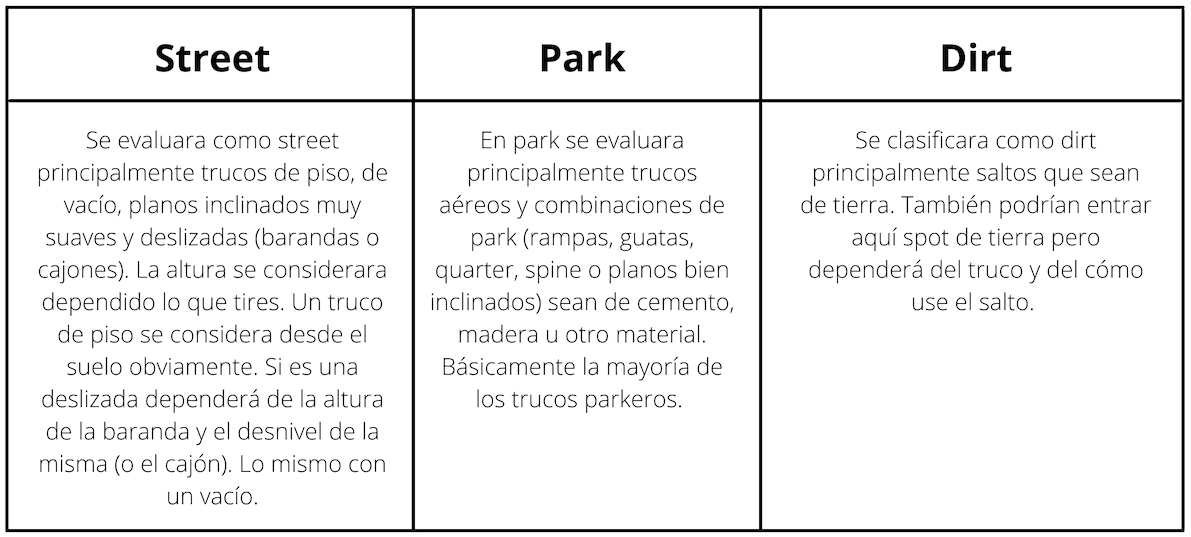 Street
Park
Dirt
Se evaluara como street
principalmente trucos de piso, de
vacío, planos inclinados muy
suaves y deslizadas (barandas o
cajones). La altura se considerara
dependido lo que tires. Un truco
de piso se considera desde el
suelo obviamente. Si es una
deslizada dependerá de la altura
de la baranda y el desnivel de la
misma (o el cajón). Lo mismo con
un vacío.
En park se evaluara
principalmente trucos
aéreos y combinaciones de
park (rampas, guatas,
quarter, spine o planos bien
inclinados) sean de cemento,
madera u otro material.
Básicamente la mayoría de
los trucos parkeros.
Se clasificara como dirt
principalmente saltos que sean
de tierra. También podrían entrar
aquí spot de tierra pero
dependerá del truco y del cómo
use el salto.